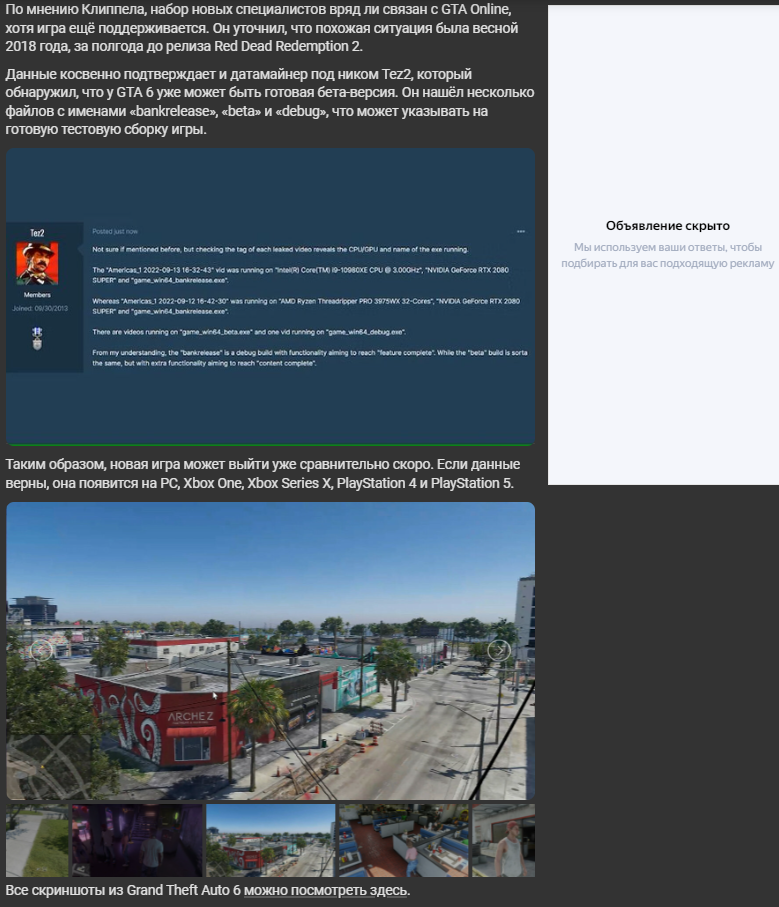 По мнению Клиппела, набор новых специалистов вряд ли связан с GTA Online,
хотя игра ещё поддерживается. Он уточнил, что похожая ситуация была весной
2018 года, за полгода до релиза Red Dead Redemption 2.
Данные косвенно подтверждает и датамайнер под ником Tez2, который
обнаружил, что у GTA 6 уже может быть готовая бета-версия. Он нашёл несколько
файлов с именами «bankrelease», «beta» и «debug», что может указывать на
готовую тестовую сборку игры.
Tez2
Members
Joined: 09/30/2013
Posted just now
Not sure if mentioned before, but checking the tag of each leaked video reveals the CPU/GPU and name of the exe running.
The "Americas_1 2022-09-13 16-32-43" vid was running on "Intel(R) Core(TM) i9-10980XE CPU @ 3.00GHz", "NVIDIA GeForce RTX 2080
SUPER" and "game_win64_bankrelease.exe".
Whereas "Americas_1 2022-09-12 16-42-30" was running on "AMD Ryzen Threadripper PRO 3975WX 32-Cores", "NVIDIA GeForce RTX 2080
SUPER" and "game_win64_bankrelease.exe".
There are videos running on "game_win64_beta.exe" and one vid running on "game_win64_debug.exe".
From my understanding, the "bankrelease" is a debug build with functionality aiming to reach "feature complete". While the "beta" build is sorta
the same, but with extra functionality aiming to reach "content complete".
Объявление скрыто
Мы используем ваши ответы, чтобы
подбирать для вас подходящую рекламу
Таким образом, новая игра может выйти уже сравнительно скоро. Если данные
верны, она появится на PC, Xbox One, Xbox Series X, PlayStation 4 и PlayStation 5.
ARCHEZ
Все скриншоты из Grand Theft Auto 6 можно посмотреть здесь.